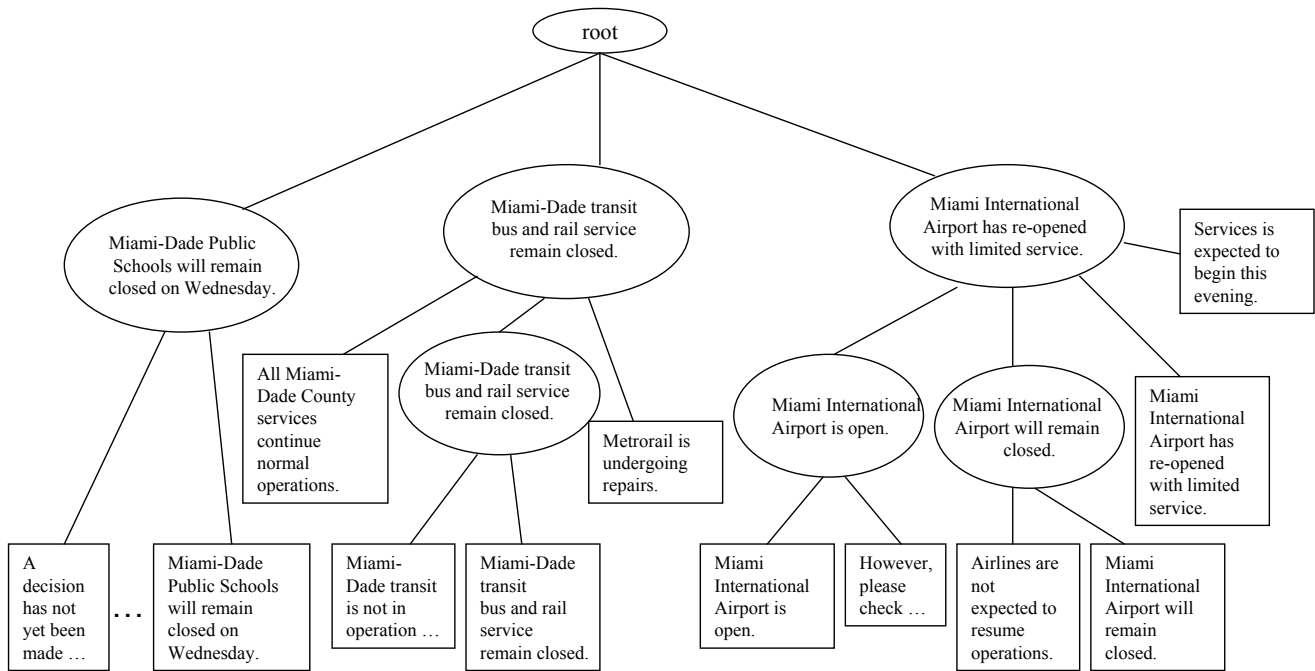 root
Miami-Dade Public
Schools will remain
closed on Wednesday.
Miami-Dade transit
bus and rail service
remain closed.
Miami International
Airport has re-opened
with limited service.
Services is
expected to
begin this
evening.
All Miami-
Dade County
services
continue
normal
operations.
Miami-Dade transit
bus and rail service
remain closed.
Metrorail is
undergoing
repairs.
Miami International
Airport is open.
Miami International
Airport will remain
closed.
Miami
International
Airport has
re-opened
with limited
service.
A
decision
has not
yet been
made …
...
Miami-Dade
Public Schools
will remain
closed on
Wednesday.
Miami-
Dade transit
is not in
operation …
Miami-Dade
transit
bus and rail
service
remain closed.
Miami
International
Airport is
open.
However,
please
check …
Airlines are
not
expected to
resume
operations.
Miami
International
Airport will
remain
closed.